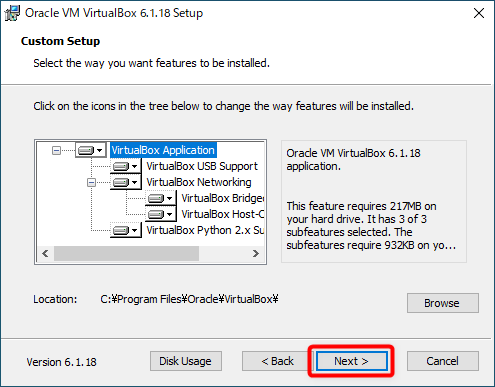 Oracle VM VirtualBox 6.1.18 Setup
Custom Setup
Select the way you want features to be installed.
Click on the icons in the tree below to change the way features will be installed.
VirtualBox Application
VirtualBox USB Support
VirtualBox Networking
VirtualBox Bridge
VirtualBox Host-
VirtualBox Python 2.x Su
Oracle VM VirtualBox 6.1.18
application.
This feature requires 217MB on
your hard drive. It has 3 of 3
subfeatures selected. The
subfeatures require 932KB on yo...
Location: C:¥Program Files¥Oracle¥VirtualBox¥
Browse
Version 6.1.18
Disk Usage
< Back
Next >
Cancel